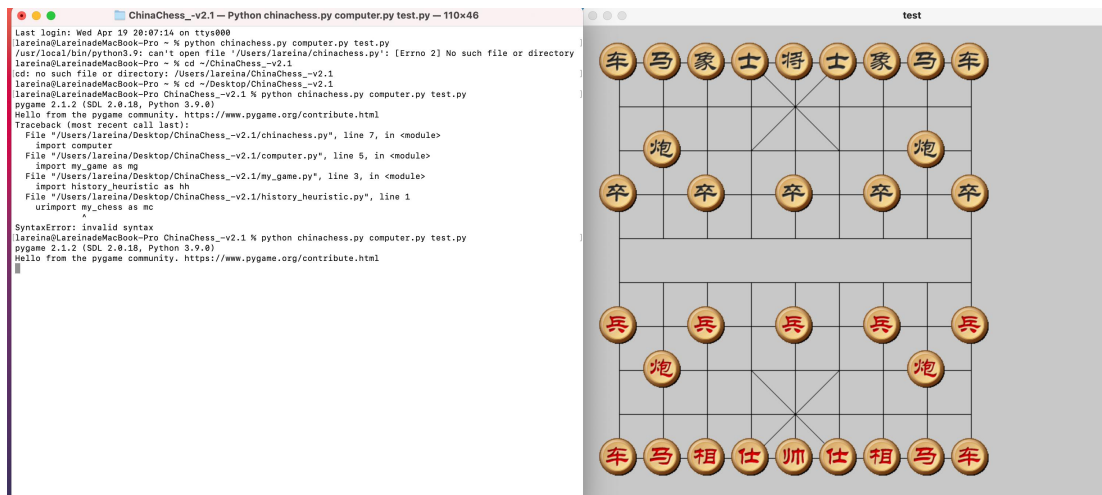 ChinaChess_-v2.1 — Python chinachess.py computer.py test.py — 110×46
Last login: Wed Apr 19 20:07:14 on ttys000
[lareina@LareinadeMacBook-Pro ~ % python chinachess.py computer.py test.py ]
/usr/local/bin/python3.9: can't open file '/Users/lareina/chinachess.py': [Errno 2] No such file or directory
[lareina@LareinadeMacBook-Pro ~ % cd ~/ChinaChess_-v2.1 ]
cd: no such file or directory: /Users/lareina/ChinaChess_-v2.1
[lareina@LareinadeMacBook-Pro ~ % cd ~/Desktop/ChinaChess_-v2.1 ]
[lareina@LareinadeMacBook-Pro ChinaChess_-v2.1 % python chinachess.py computer.py test.py ]
pygame 2.1.2 (SDL 2.0.18, Python 3.9.0)
Hello from the pygame community. https://www.pygame.org/contribute.html
Traceback (most recent call last):
File "/Users/lareina/Desktop/ChinaChess_-v2.1/chinachess.py", line 7, in <module>
import computer
File "/Users/lareina/Desktop/ChinaChess_-v2.1/computer.py", line 5, in <module>
import my_game as mg
File "/Users/lareina/Desktop/ChinaChess_-v2.1/my_game.py", line 3, in <module>
import history_heuristic as hh
File "/Users/lareina/Desktop/ChinaChess_-v2.1/history_heuristic.py", line 1
urimport my_chess as mc
^
SyntaxError: invalid syntax
[lareina@LareinadeMacBook-Pro ChinaChess_-v2.1 % python chinachess.py computer.py test.py ]
pygame 2.1.2 (SDL 2.0.18, Python 3.9.0)
Hello from the pygame community. https://www.pygame.org/contribute.html
test
车 马 象 士 将 士 象 马 车
炮 炮
卒 卒 卒 卒 卒
兵 兵 兵 兵 兵
炮 炮
车 马 相 仕 帅 仕 相 马 车